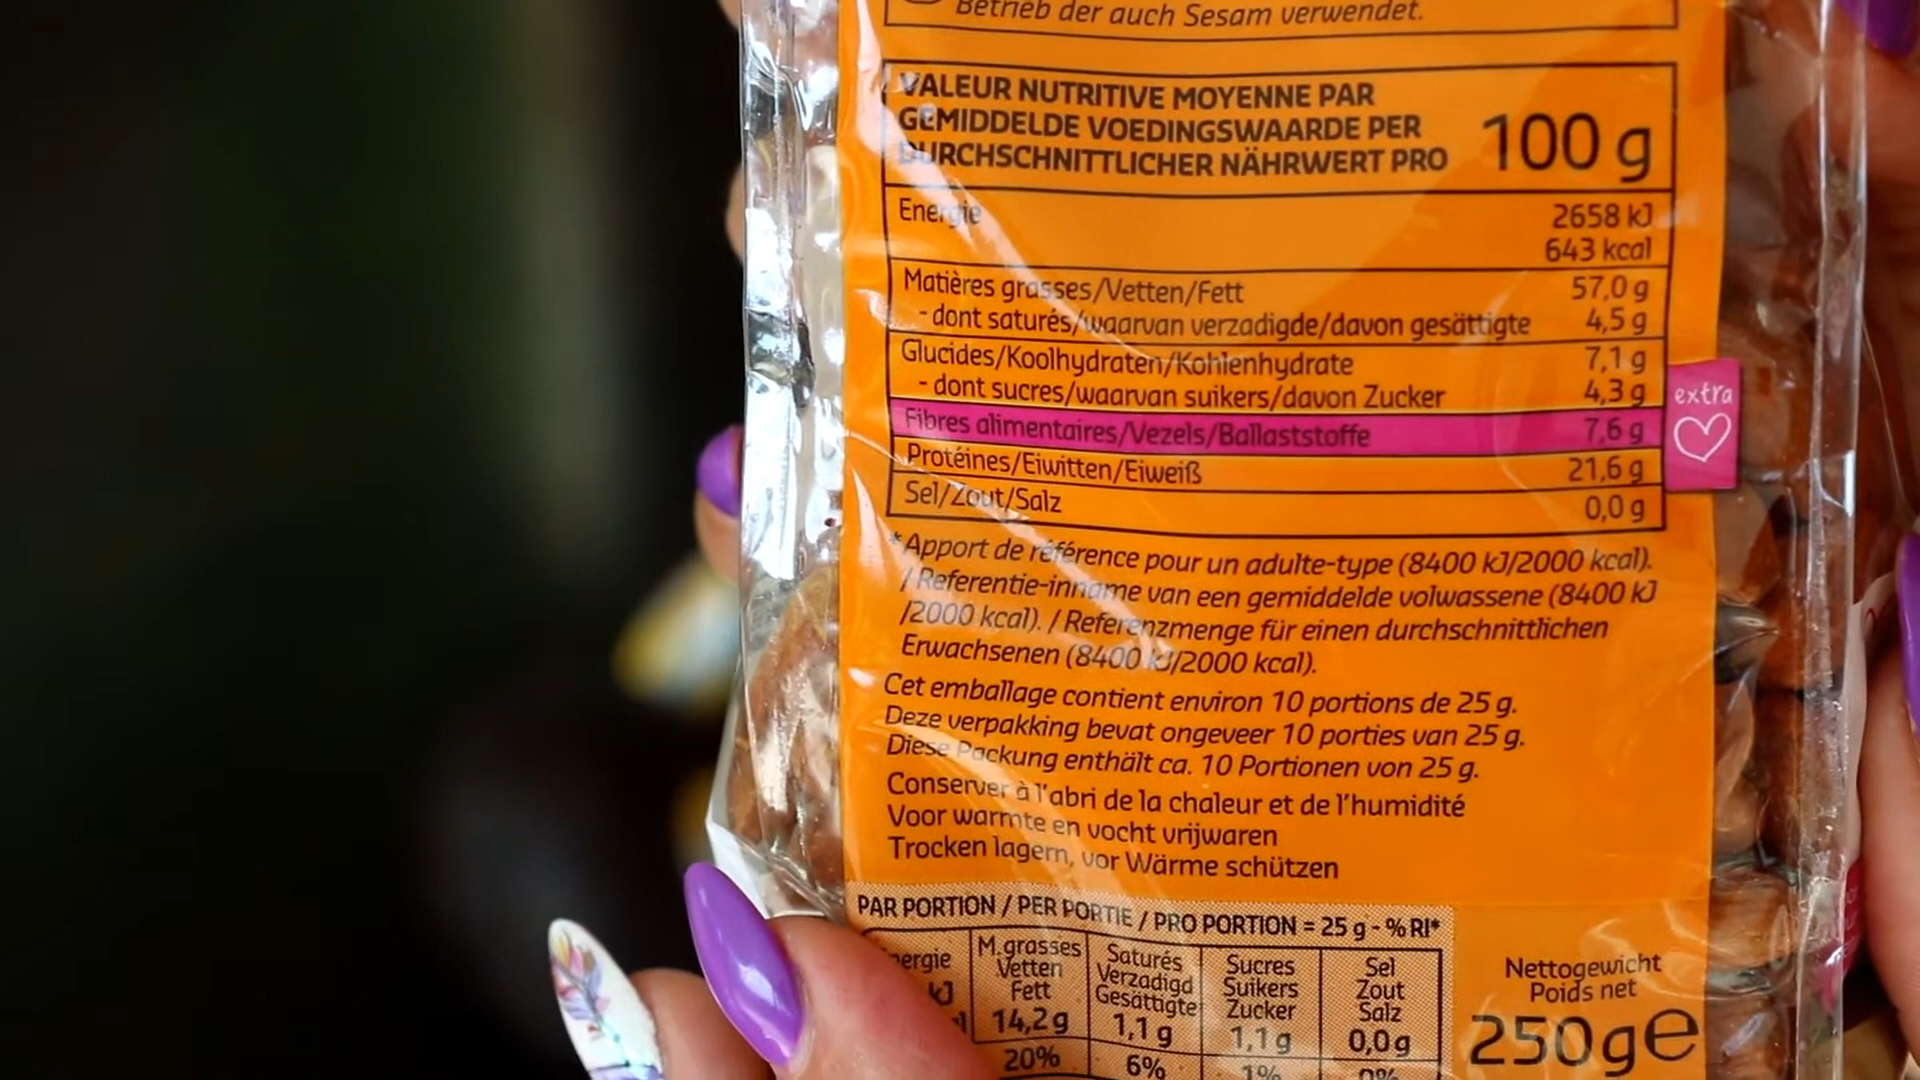 Betrieb der auch Sesam verwendet.
VALEUR NUTRITIVE MOYENNE PAR
GEMIDDELDE VOEDINGSWAARDE PER
DURCHSCHNITTLICHER NÄHRWERT PRO
100 g
Energie 2658 kJ
643 kcal
Matières grasses/Vetten/Fett 57,0 g
- dont saturés/waarvan verzadigde/davon gesättigte 4,5 g
Glucides/Koolhydraten/Kohlenhydrate 7,1 g
- dont sucres/waarvan suikers/davon Zucker 4,3 g
extra
Fibres alimentaires/Vezels/Ballaststoffe 7,6 g
Protéines/Eiwitten/Eiweiß 21,6 g
Sel/Zout/Salz 0,0 g
*Apport de référence pour un adulte-type (8400 kJ/2000 kcal).
/ Referentie-inname van een gemiddelde volwassene (8400 kJ
/2000 kcal). / Referenzmenge für einen durchschnittlichen
Erwachsenen (8400 kJ/2000 kcal).
Cet emballage contient environ 10 portions de 25 g.
Deze verpakking bevat ongeveer 10 porties van 25 g.
Diese Packung enthält ca. 10 Portionen von 25 g.
Conserver à l'abri de la chaleur et de l'humidité
Voor warmte en vocht vrijwaren
Trocken lagern, vor Wärme schützen
PAR PORTION / PER PORTIE / PRO PORTION = 25 g - % RI*
M.grasses
Vetten
Fett
14,2 g
20%
Saturés
Verzadigd
Gesättigte
1,1 g
6%
Sucres
Suikers
Zucker
1,1 g
1%
Sel
Zout
Salz
0,0 g
0%
Nettogewicht
Poids net
250 g e